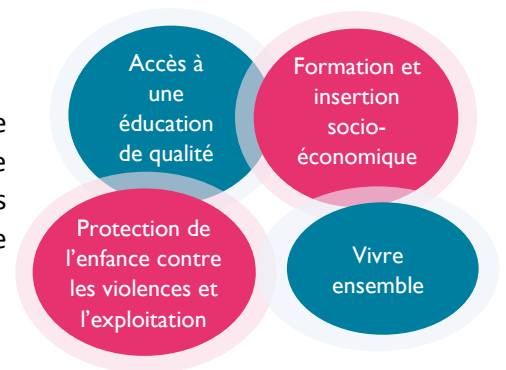 Accès à
une
éducation
de qualité
Formation et
insertion
socio-
économique
Protection de
l'enfance contre
les violences et
l'exploitation
Vivre
ensemble
e
e
s
e